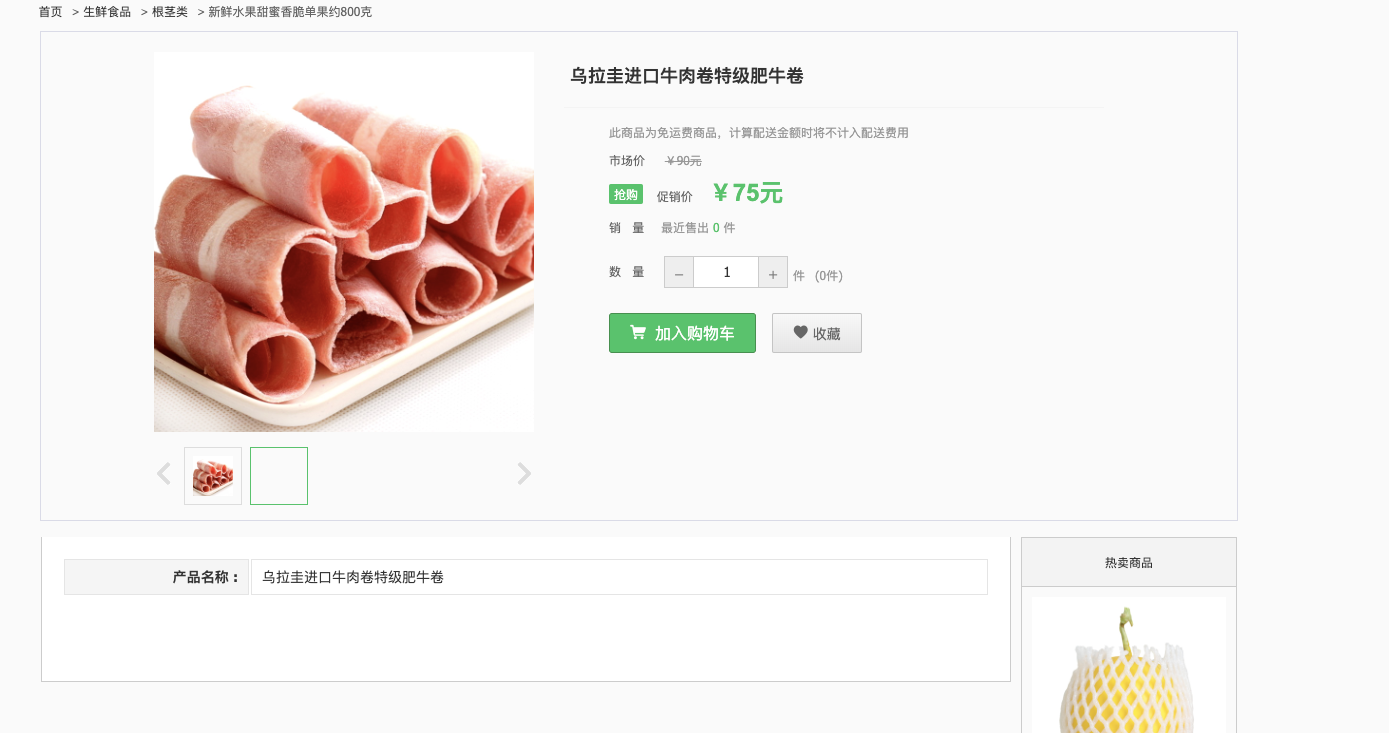 首页 > 生鲜食品 > 根茎类 > 新鲜水果甜蜜香脆单果约800克
乌拉圭进口牛肉卷特级肥牛卷
此商品为免运费商品，计算配送金额时将不计入配送费用
市场价 ￥90元
抢购 促销价 ￥75元
销 量 最近售出 0 件
数 量 － 1 ＋ 件 (0件)
加入购物车 收藏
产品名称： 乌拉圭进口牛肉卷特级肥牛卷
热卖商品